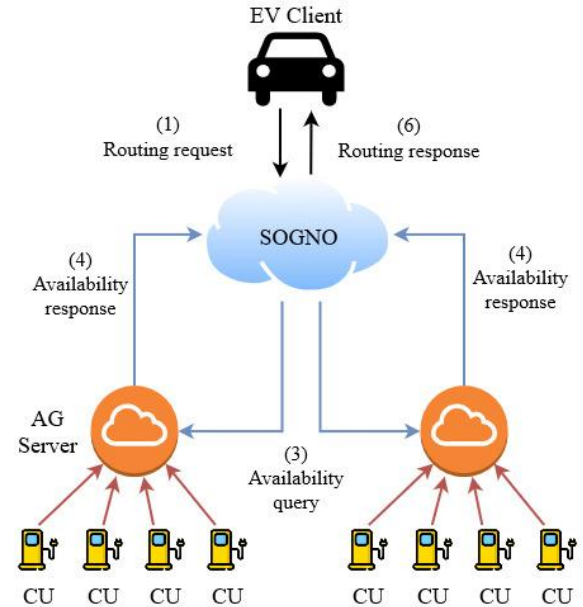 EV Client
(1)
Routing request
(6)
Routing response
SOGNO
(4)
Availability
response
(4)
Availability
response
AG
Server
(3)
Availability
query
CU CU CU CU CU CU CU CU